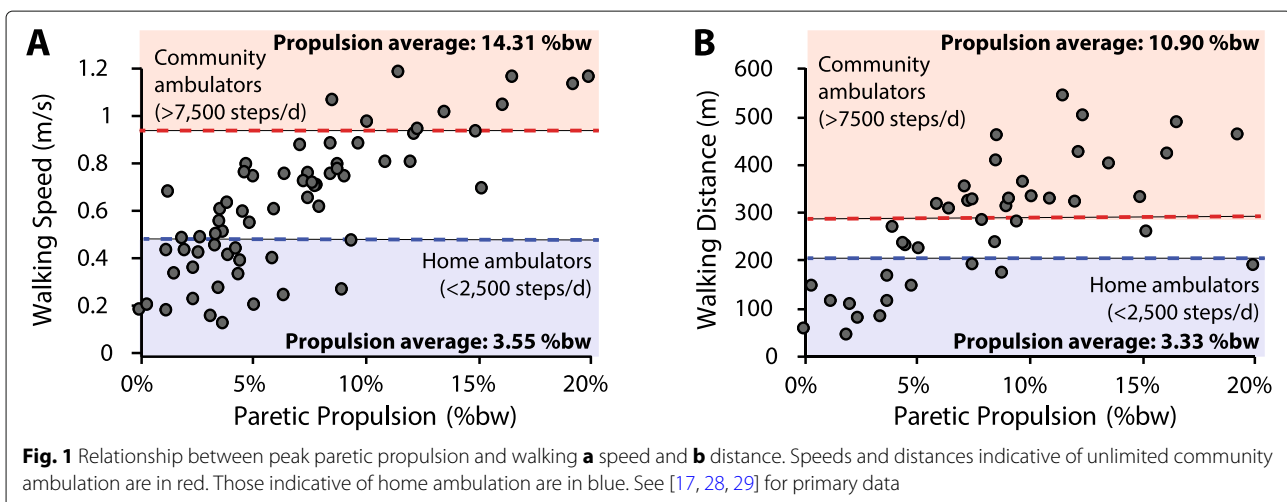 A
Propulsion average: 14.31 %bw
Community
ambulators
(>7,500 steps/d)
Walking Speed (m/s)
1.2
1
0.8
0.6
0.4
0.2
0
Home ambulators
(<2,500 steps/d)
Propulsion average: 3.55 %bw
0% 5% 10% 15% 20%
Paretic Propulsion (%bw)
B
Propulsion average: 10.90 %bw
Community
ambulators
(>7500 steps/d)
Walking Distance (m)
600
500
400
300
200
100
0
Home ambulators
(<2,500 steps/d)
Propulsion average: 3.33 %bw
0% 5% 10% 15% 20%
Paretic Propulsion (%bw)
Fig. 1 Relationship between peak paretic propulsion and walking a speed and b distance. Speeds and distances indicative of unlimited community
ambulation are in red. Those indicative of home ambulation are in blue. See [17, 28, 29] for primary data